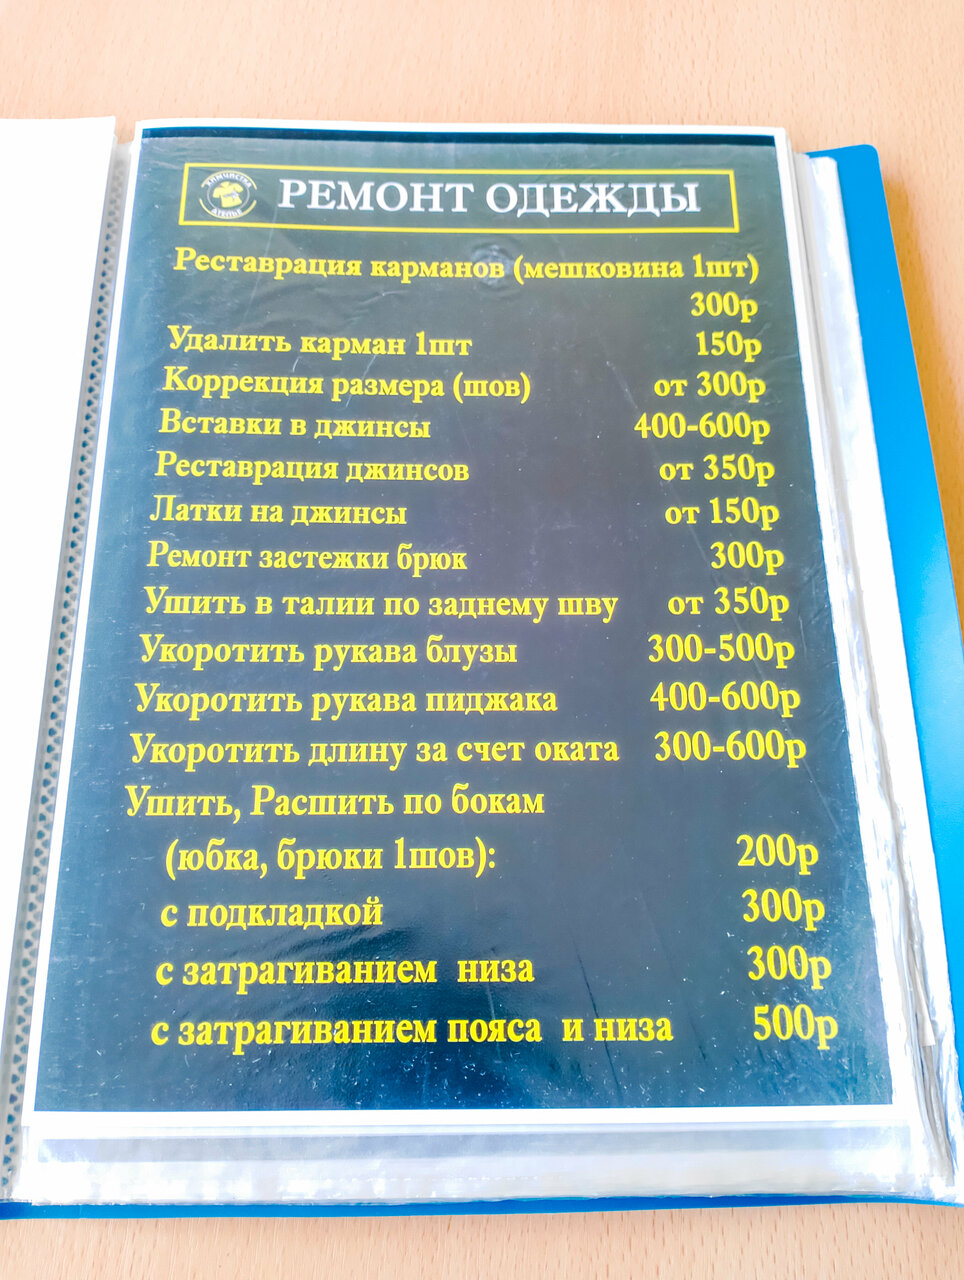 ХИМЧИСТКА
АТЕЛЬЕ
РЕМОНТ ОДЕЖДЫ
Реставрация карманов (мешковина 1шт)
300р
Удалить карман 1шт 150р
Коррекция размера (шов) от 300р
Вставки в джинсы 400-600р
Реставрация джинсов от 350р
Латки на джинсы от 150р
Ремонт застежки брюк 300р
Ушить в талии по заднему шву от 350р
Укоротить рукава блузы 300-500р
Укоротить рукава пиджака 400-600р
Укоротить длину за счет оката 300-600р
Ушить, Расшить по бокам
(юбка, брюки 1шов): 200р
с подкладкой 300р
с затрагиванием низа 300р
с затрагиванием пояса и низа 500р